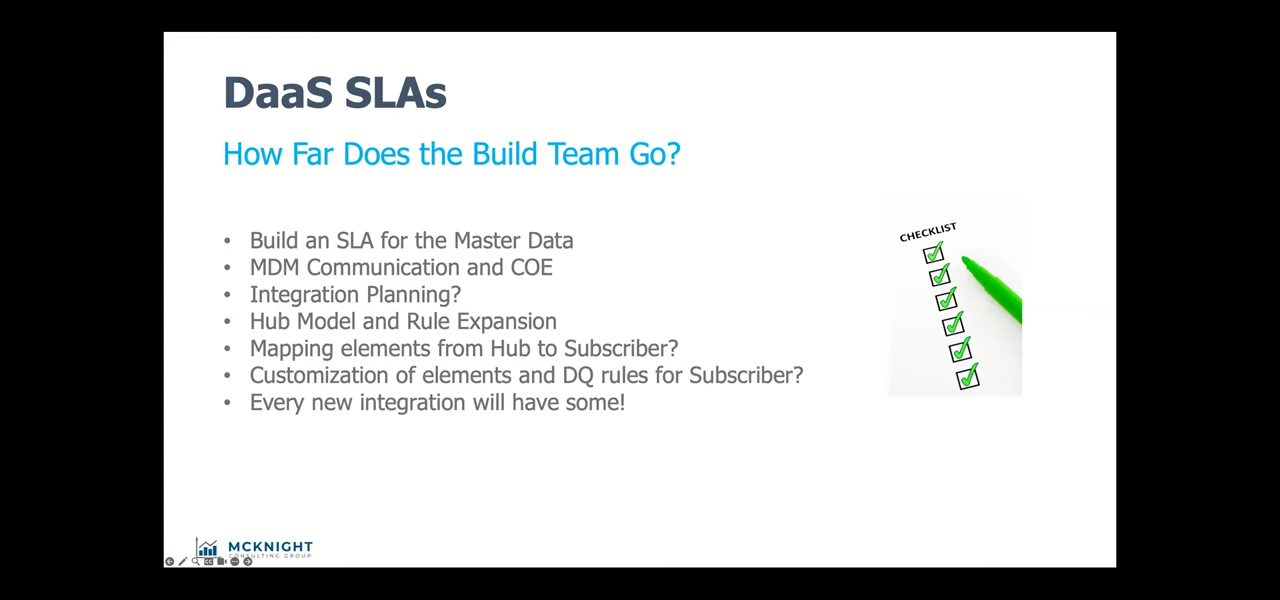 DaaS SLAs
How Far Does the Build Team Go?
• Build an SLA for the Master Data
• MDM Communication and COE
• Integration Planning?
• Hub Model and Rule Expansion
• Mapping elements from Hub to Subscriber?
• Customization of elements and DQ rules for Subscriber?
• Every new integration will have some!
CHECKLIST
MCKNIGHT
CONSULTING GROUP